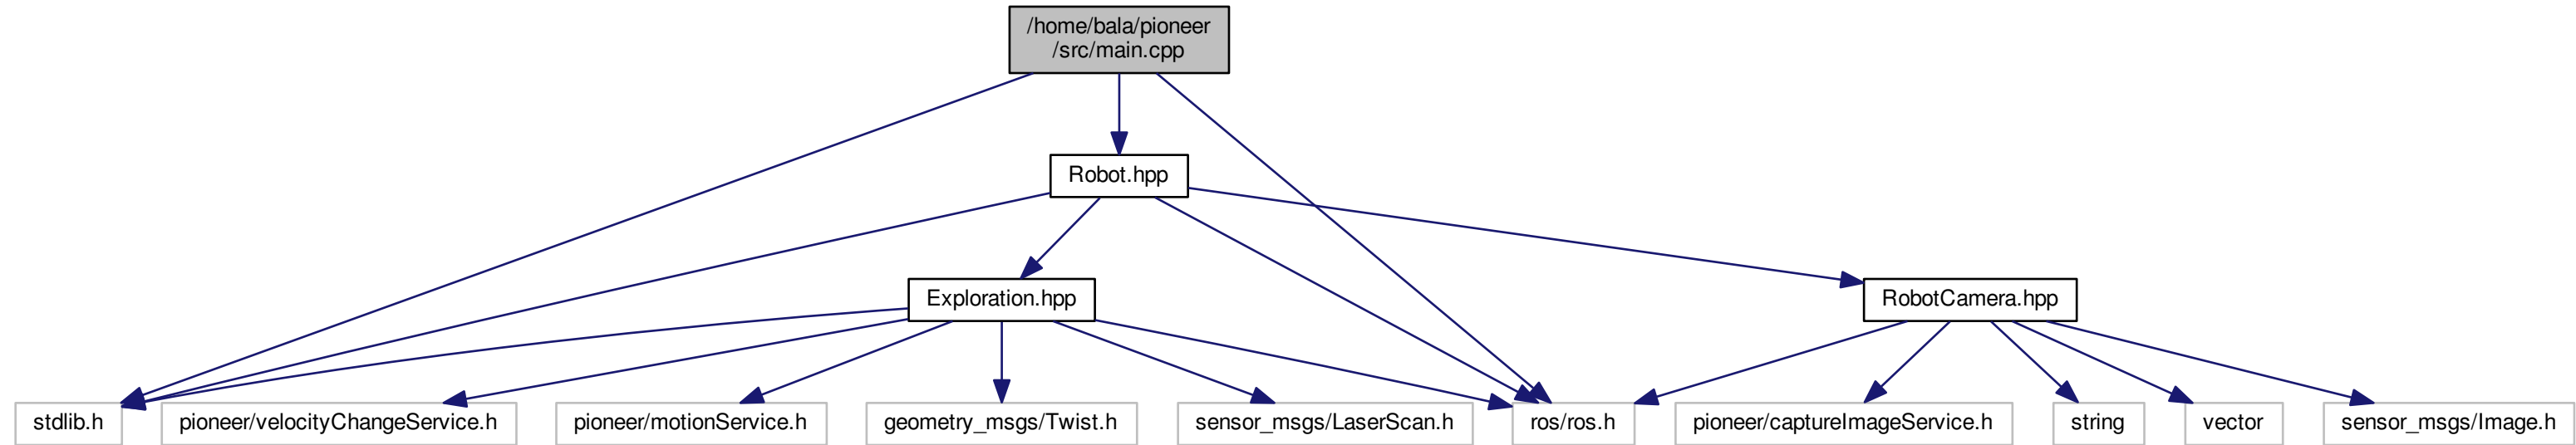 /home/bala/pioneer
/src/main.cpp
Robot.hpp
Exploration.hpp
RobotCamera.hpp
stdlib.h
pioneer/velocityChangeService.h
pioneer/motionService.h
geometry_msgs/Twist.h
sensor_msgs/LaserScan.h
ros/ros.h
pioneer/captureImageService.h
string
vector
sensor_msgs/Image.h